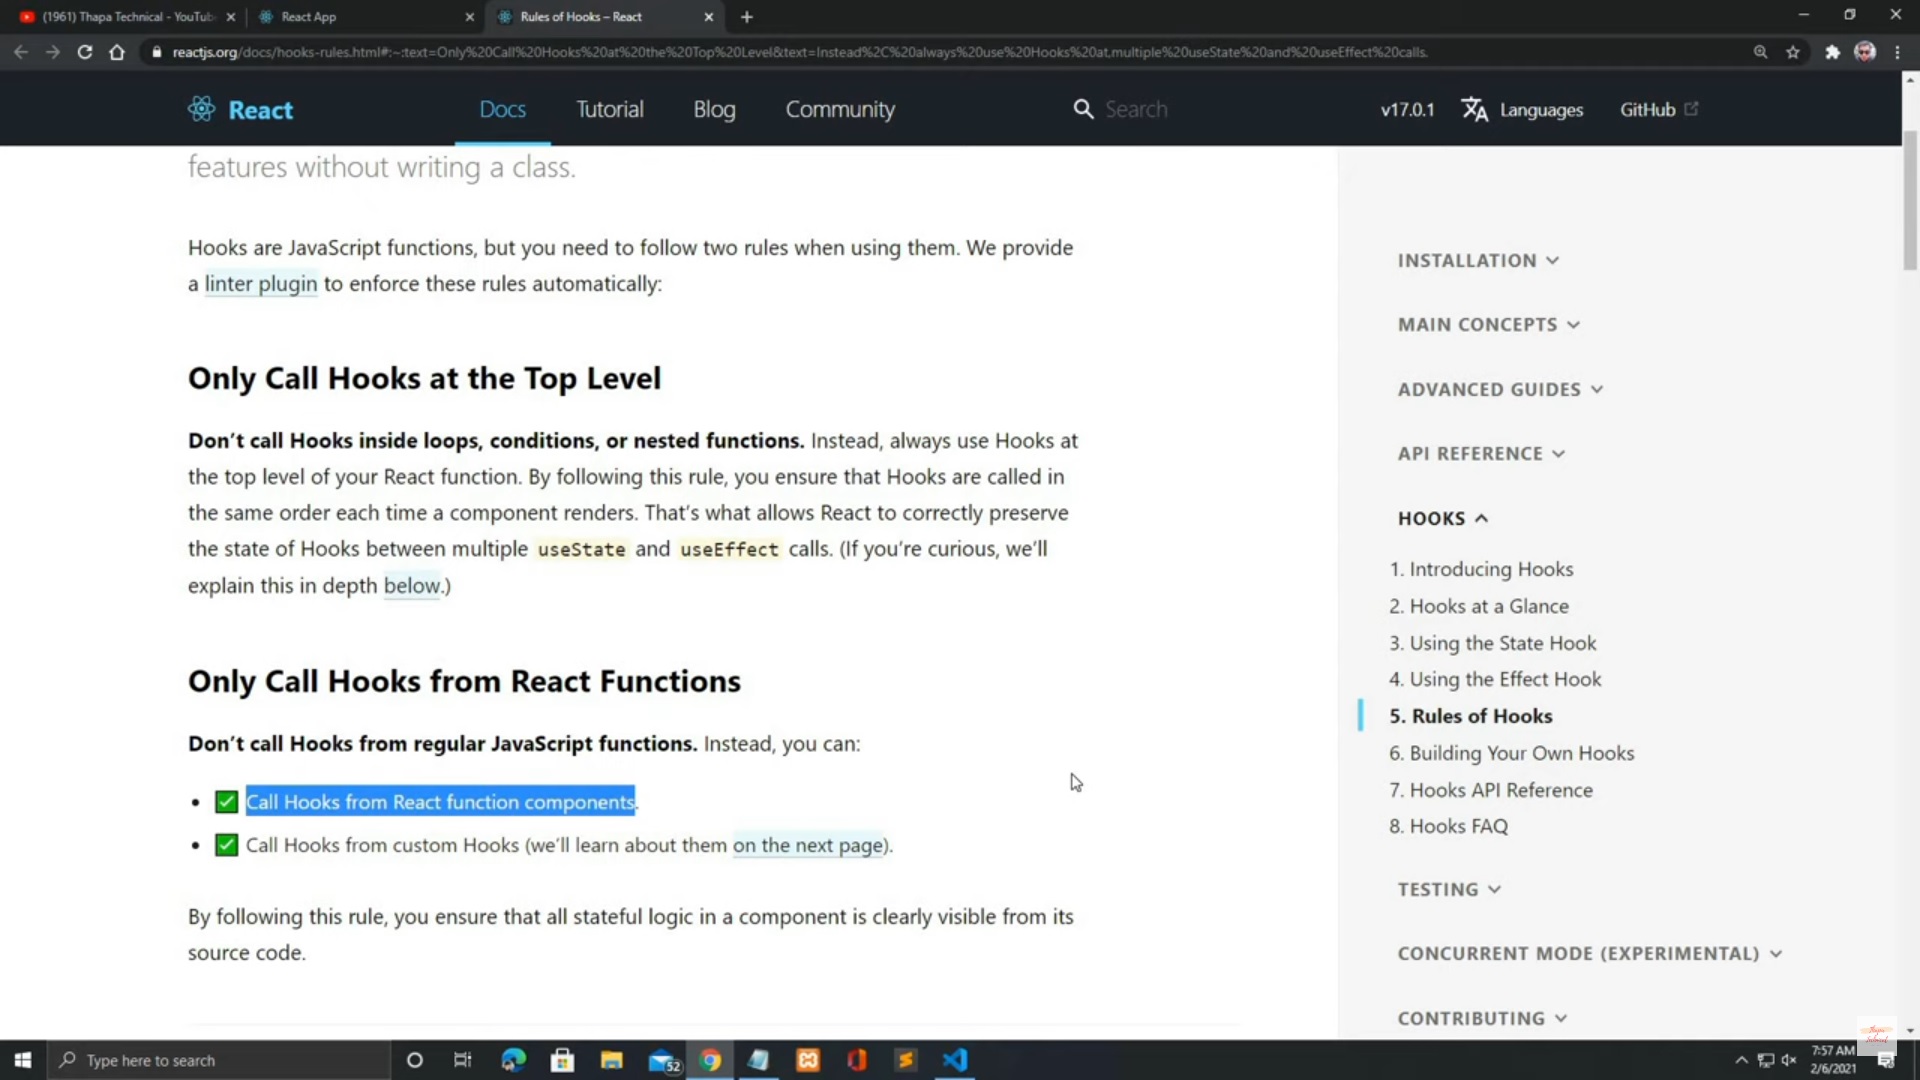 (1961) Thapa Technical - YouTub
React App
Rules of Hooks – React
reactjs.org/docs/hooks-rules.html#:~:text=Only%20Call%20Hooks%20at%20the%20Top%20Level&text=Instead%2C%20always%20use%20Hooks%20at,multiple%20useState%20and%20useEffect%20calls.
React
Docs
Tutorial
Blog
Community
Search
v17.0.1
Languages
GitHub
features without writing a class.
Hooks are JavaScript functions, but you need to follow two rules when using them. We provide
a linter plugin to enforce these rules automatically:
Only Call Hooks at the Top Level
Don’t call Hooks inside loops, conditions, or nested functions. Instead, always use Hooks at
the top level of your React function. By following this rule, you ensure that Hooks are called in
the same order each time a component renders. That’s what allows React to correctly preserve
the state of Hooks between multiple useState and useEffect calls. (If you’re curious, we’ll
explain this in depth below.)
Only Call Hooks from React Functions
Don’t call Hooks from regular JavaScript functions. Instead, you can:
• ✅ Call Hooks from React function components.
• ✅ Call Hooks from custom Hooks (we’ll learn about them on the next page).
By following this rule, you ensure that all stateful logic in a component is clearly visible from its
source code.
INSTALLATION
MAIN CONCEPTS
ADVANCED GUIDES
API REFERENCE
HOOKS
1. Introducing Hooks
2. Hooks at a Glance
3. Using the State Hook
4. Using the Effect Hook
5. Rules of Hooks
6. Building Your Own Hooks
7. Hooks API Reference
8. Hooks FAQ
TESTING
CONCURRENT MODE (EXPERIMENTAL)
CONTRIBUTING
Type here to search
52
7:57 AM
2/6/2021